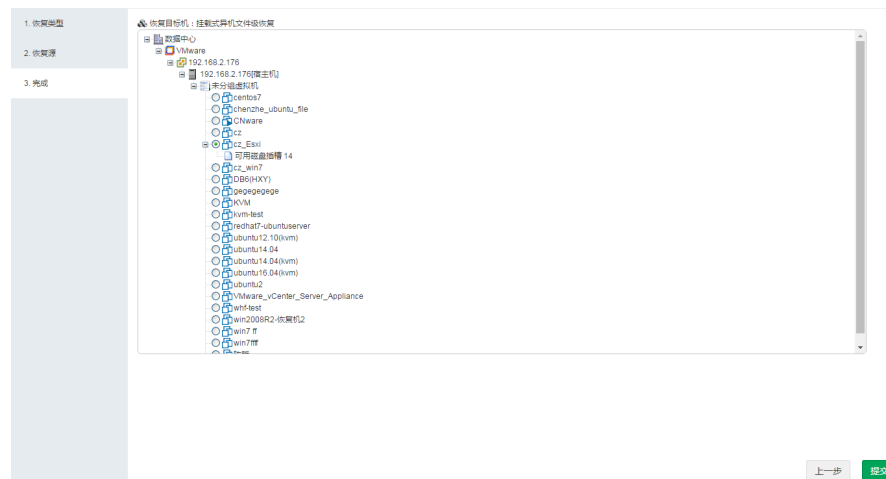 1. 恢复类型
2. 恢复源
3. 完成
恢复目标机：挂载式异机文件级恢复
数据中心
VMware
192.168.2.176
192.168.2.176[宿主机]
未分组虚拟机
centos7
chenzhe_ubuntu_file
CNware
cz
cz_Esxi
可用磁盘插槽 14
cz_win7
DB6(HXY)
gegegegege
KVM
kvm-test
redhat7-ubuntuserver
ubuntu12.10(kvm)
ubuntu14.04
ubuntu14.04(kvm)
ubuntu16.04(kvm)
ubuntu2
VMware_vCenter_Server_Appliance
whf-test
win2008R2-恢复机2
win7 ff
win7ffff
上一步
提交